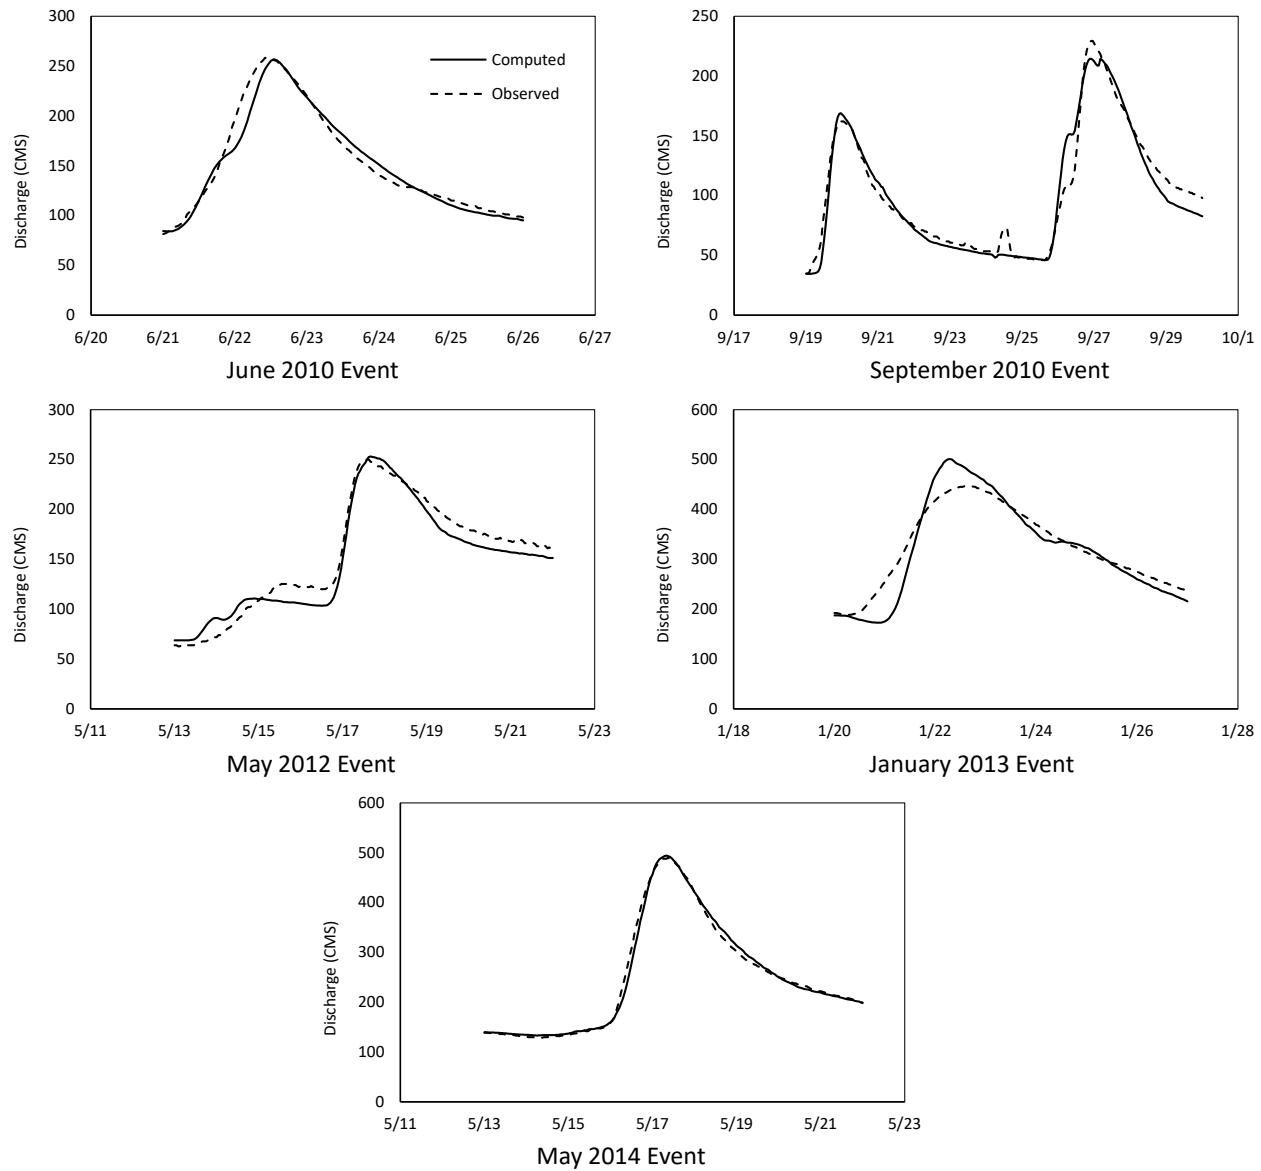 300
250
200
150
100
50
0
Discharge (CMS)
Computed
Observed
6/20 6/21 6/22 6/23 6/24 6/25 6/26 6/27
June 2010 Event
250
200
150
100
50
0
Discharge (CMS)
9/17 9/19 9/21 9/23 9/25 9/27 9/29 10/1
September 2010 Event
300
250
200
150
100
50
0
Discharge (CMS)
5/11 5/13 5/15 5/17 5/19 5/21 5/23
May 2012 Event
600
500
400
300
200
100
0
Discharge (CMS)
1/18 1/20 1/22 1/24 1/26 1/28
January 2013 Event
600
500
400
300
200
100
0
Discharge (CMS)
5/11 5/13 5/15 5/17 5/19 5/21 5/23
May 2014 Event